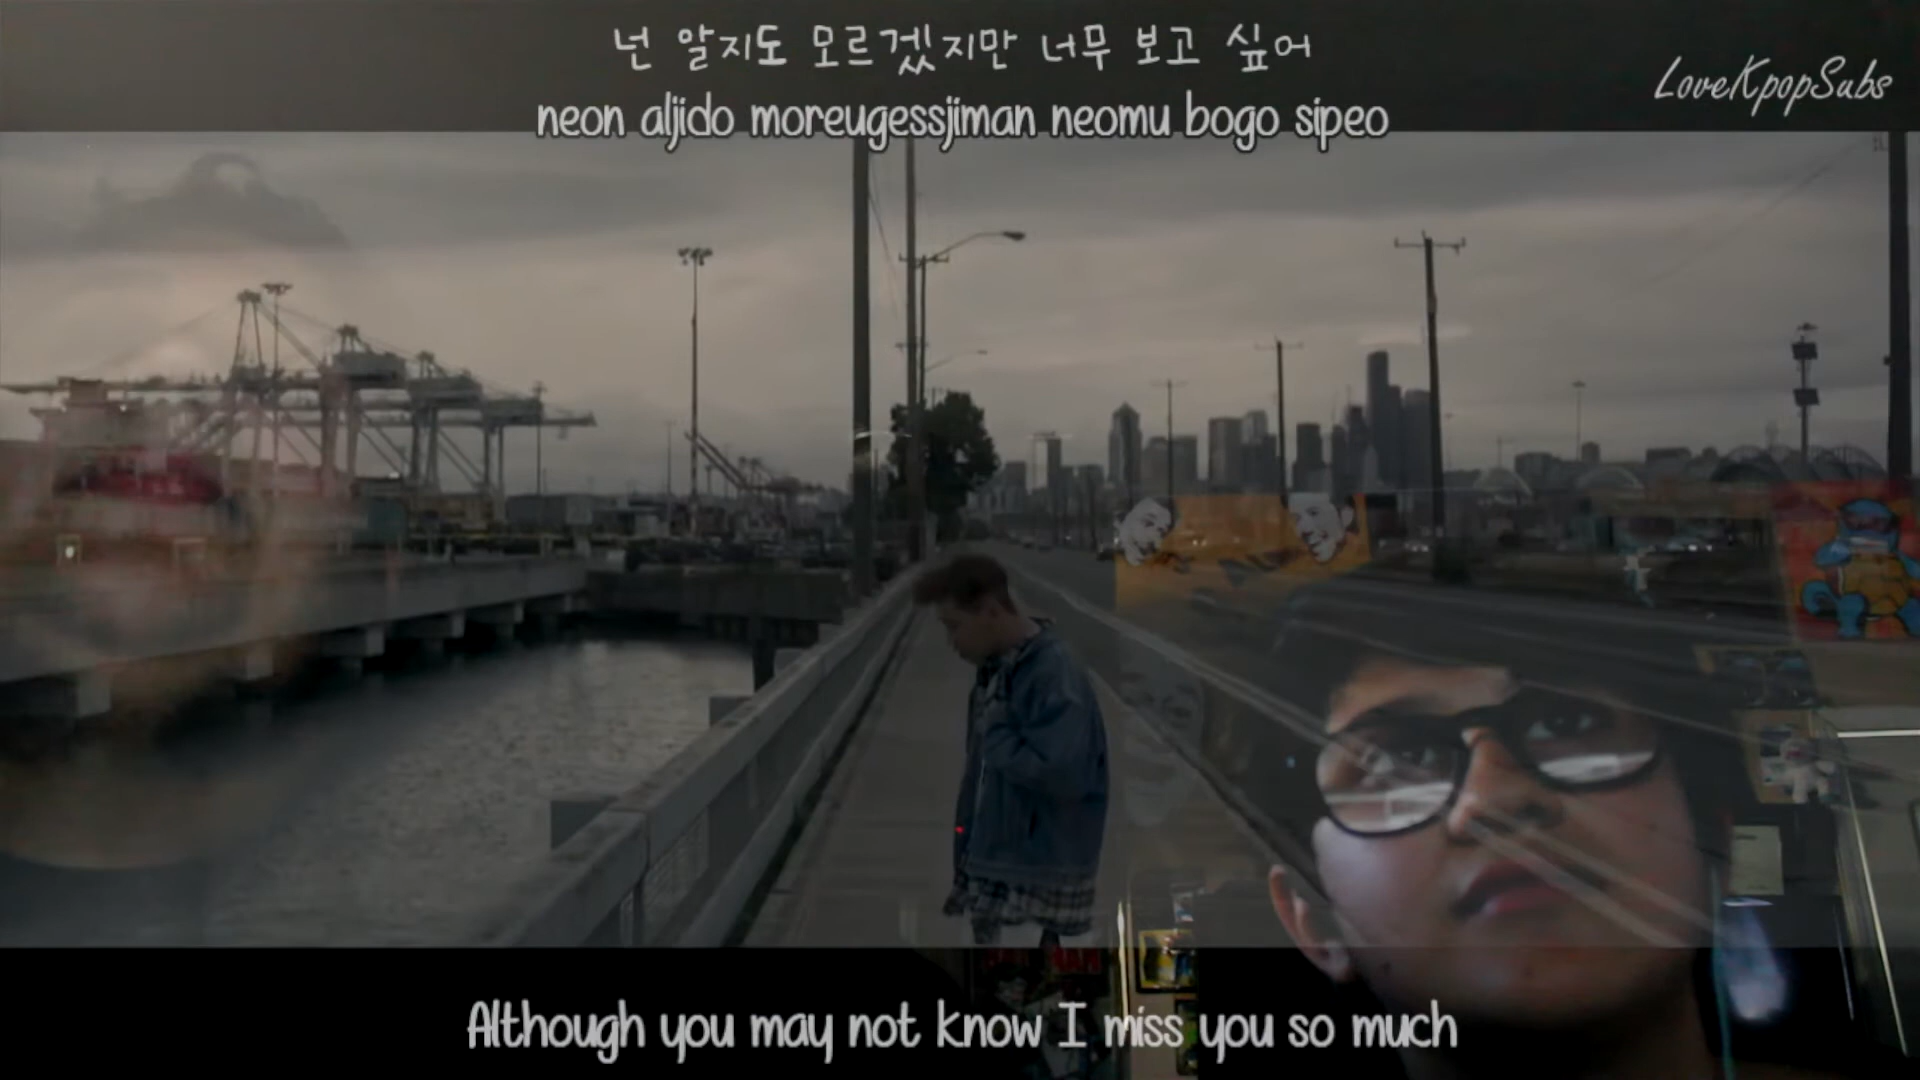 넌 알지도 모르겠지만 너무 보고 싶어
LoveKpopSubs
neon aljido moreugessjiman neomu bogo sipeo
Although you may not know I miss you so much